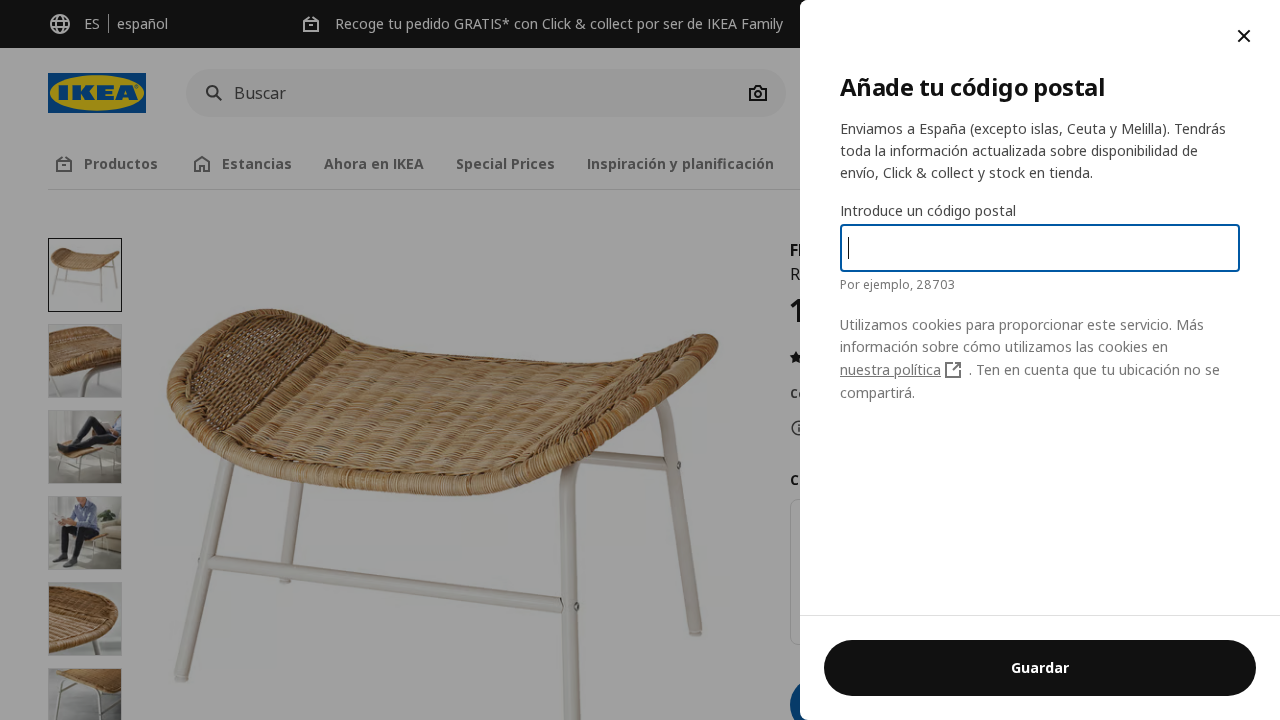 ES español
Recoge tu pedido GRATIS* con Click & collect por ser de IKEA Family
IKEA
Buscar
Productos
Estancias
Ahora en IKEA
Special Prices
Inspiración y planificación
Añade tu código postal
Enviamos a España (excepto islas, Ceuta y Melilla). Tendrás
toda la información actualizada sobre disponibilidad de
envío, Click & collect y stock en tienda.
Introduce un código postal
Por ejemplo, 28703
Utilizamos cookies para proporcionar este servicio. Más
información sobre cómo utilizamos las cookies en
nuestra política . Ten en cuenta que tu ubicación no se
compartirá.
Guardar